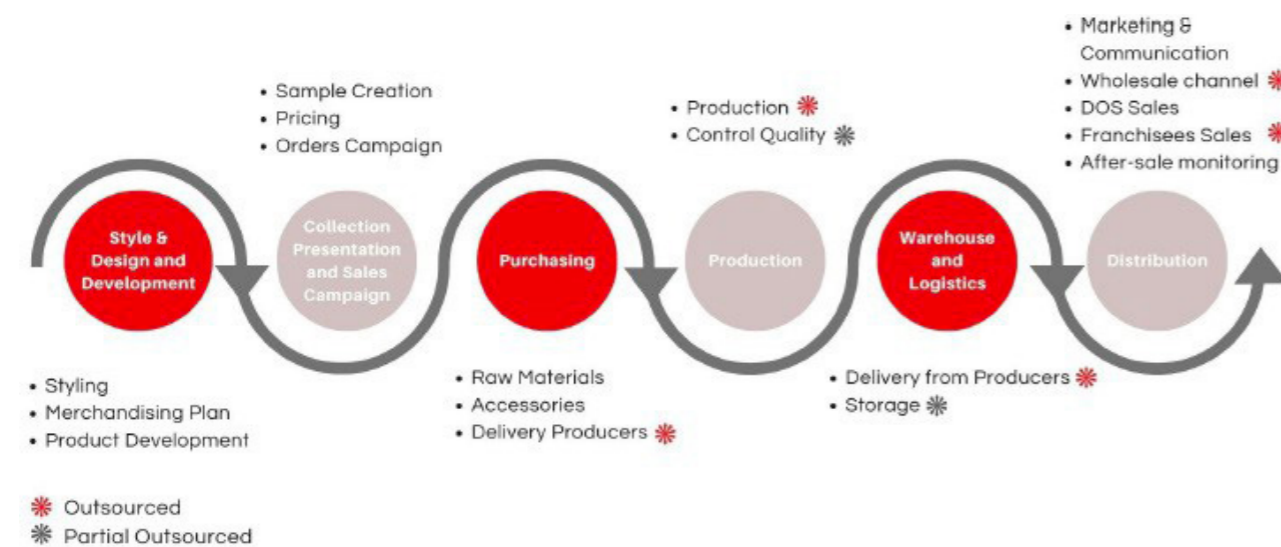 Style &
Design and
Development
• Styling
• Merchandising Plan
• Product Development
• Sample Creation
• Pricing
• Orders Campaign
Collection
Presentation
and Sales
Campaign
Purchasing
• Raw Materials
• Accessories
• Delivery Producers
• Production
• Control Quality
Production
Warehouse
and
Logistics
• Delivery from Producers
• Storage
• Marketing &
Communication
• Wholesale channel
• DOS Sales
• Franchisees Sales
• After-sale monitoring
Distribution
Outsourced
Partial Outsourced